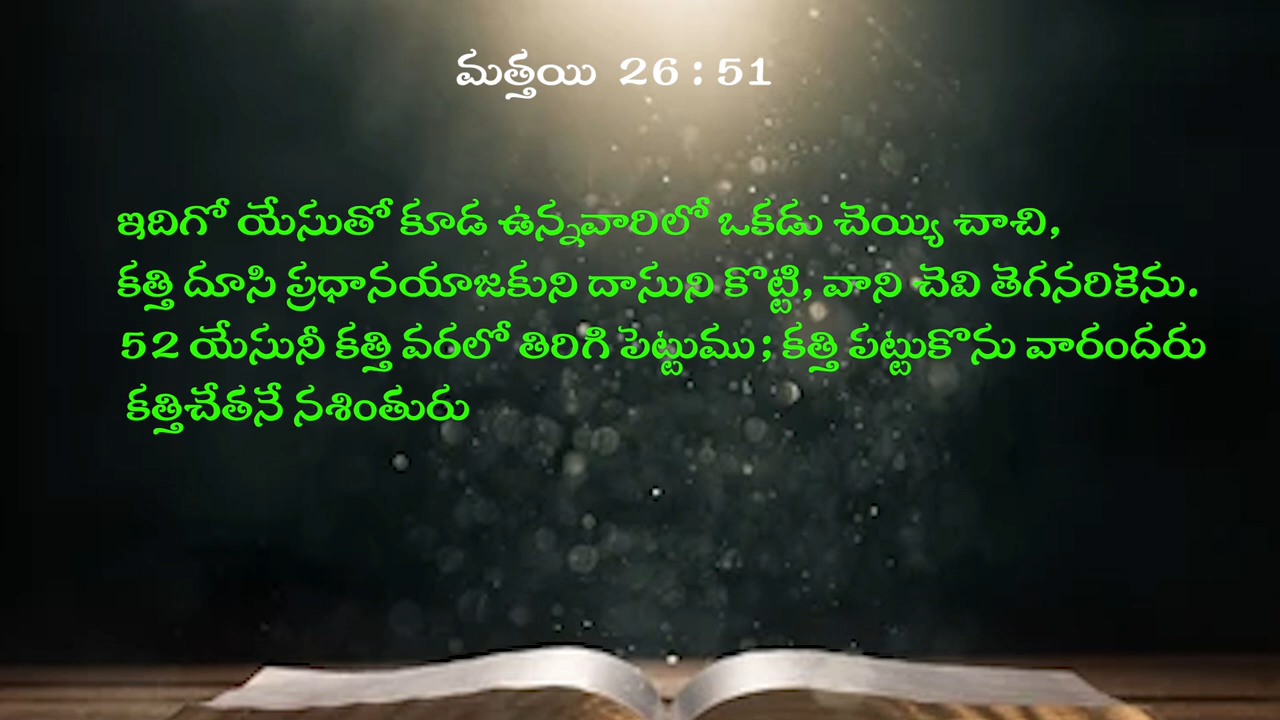 మత్తయి 26:51
ఇదిగో యేసుతో కూడ ఉన్నవారిలో ఒకడు చెయ్యి చాచి,
కత్తి దూసి ప్రధానయాజకుని దాసుని కొట్టి, వాని చెవి తెగనరికెను.
52 యేసునీ కత్తి వరలో తిరిగి పెట్టుము; కత్తి పట్టుకొను వారందరు
కత్తిచేతనే నశింతురు